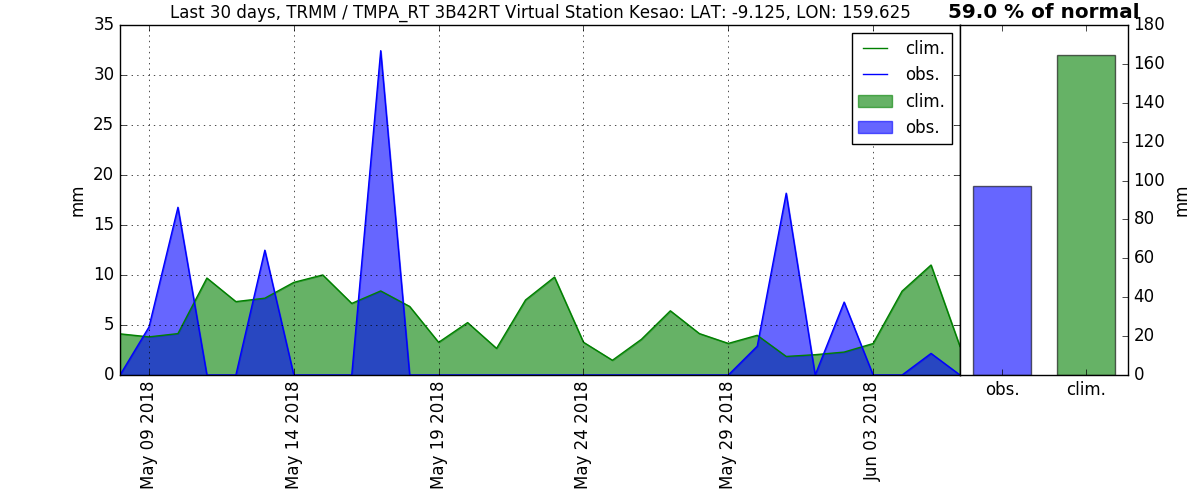 Last 30 days, TRMM / TMPA_RT 3B42RT Virtual Station Kesao: LAT: -9.125, LON: 159.625
59.0 % of normal
35
30
25
20
15
10
5
0
mm
clim.
obs.
clim.
obs.
May 09 2018
May 14 2018
May 19 2018
May 24 2018
May 29 2018
Jun 03 2018
180
160
140
120
100
80
60
40
20
0
mm
obs.
clim.